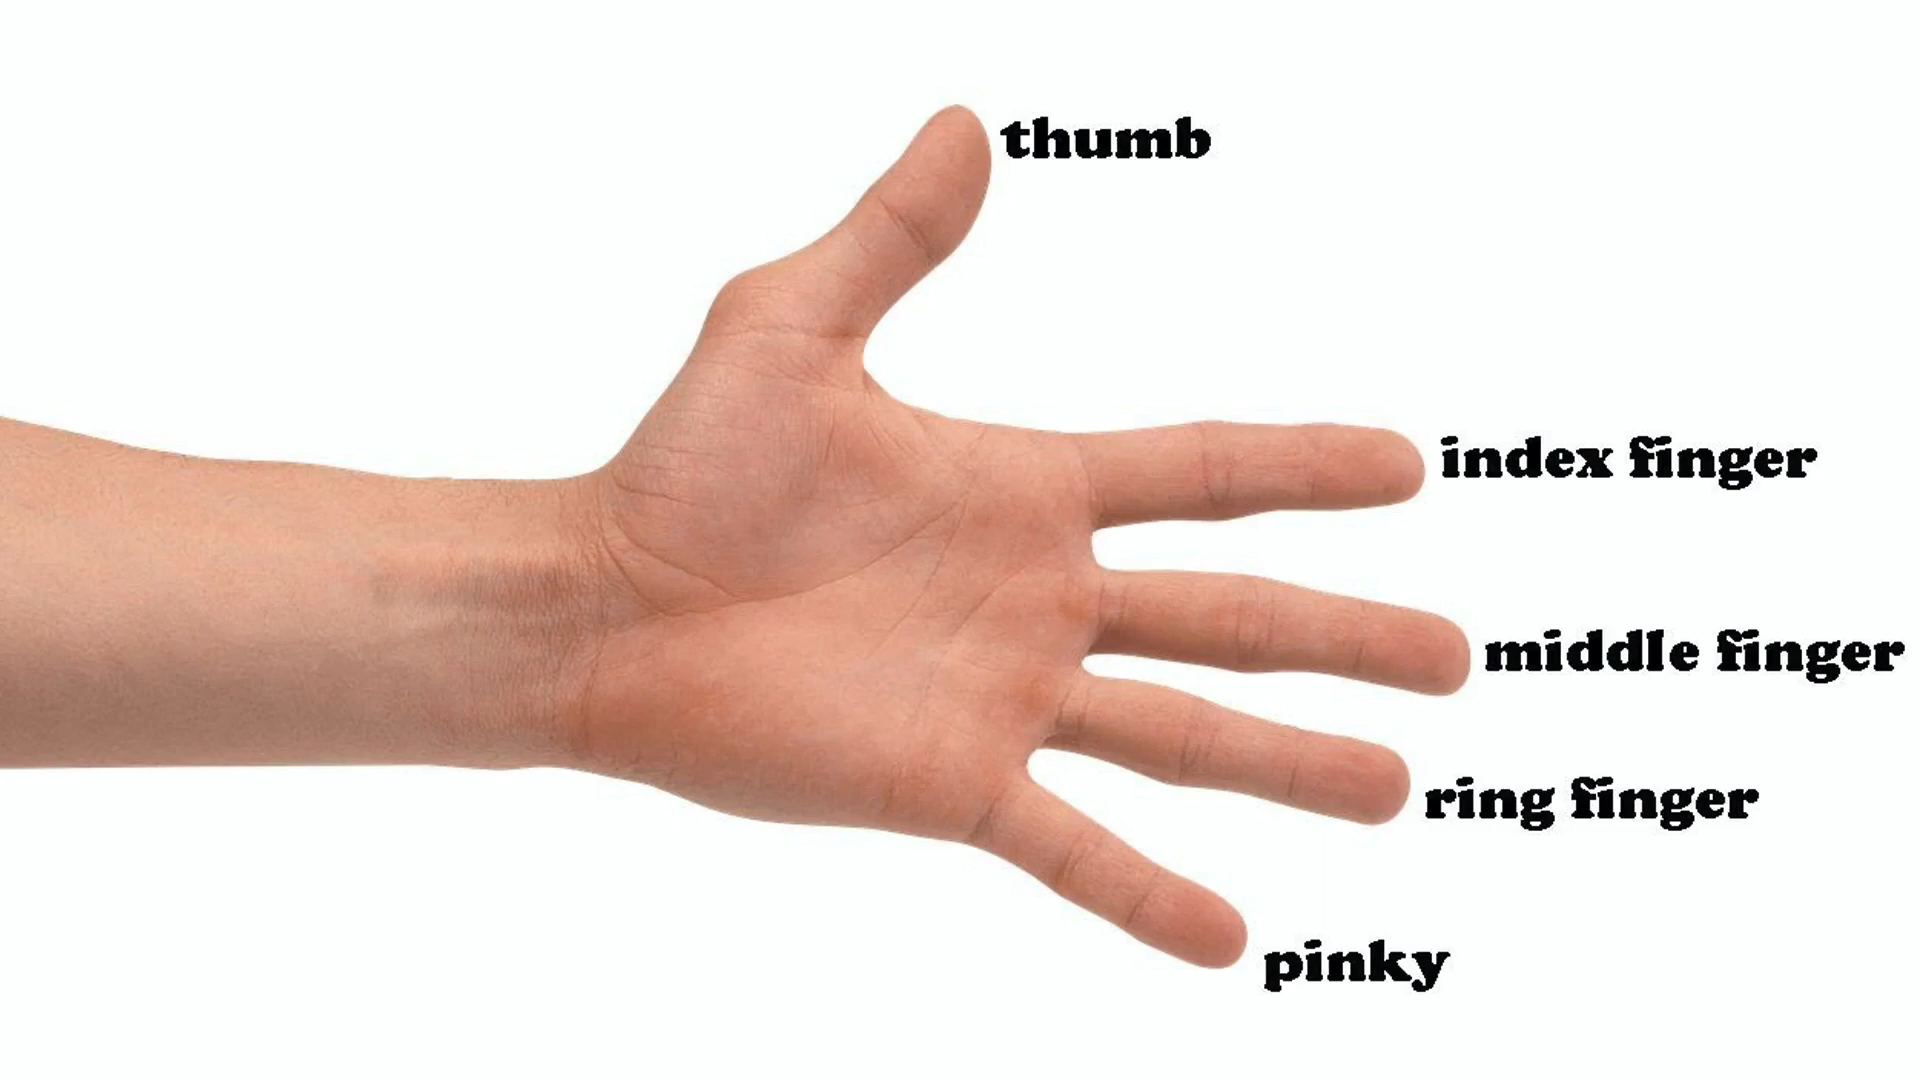 thumb
index finger
middle finger
ring finger
pinky